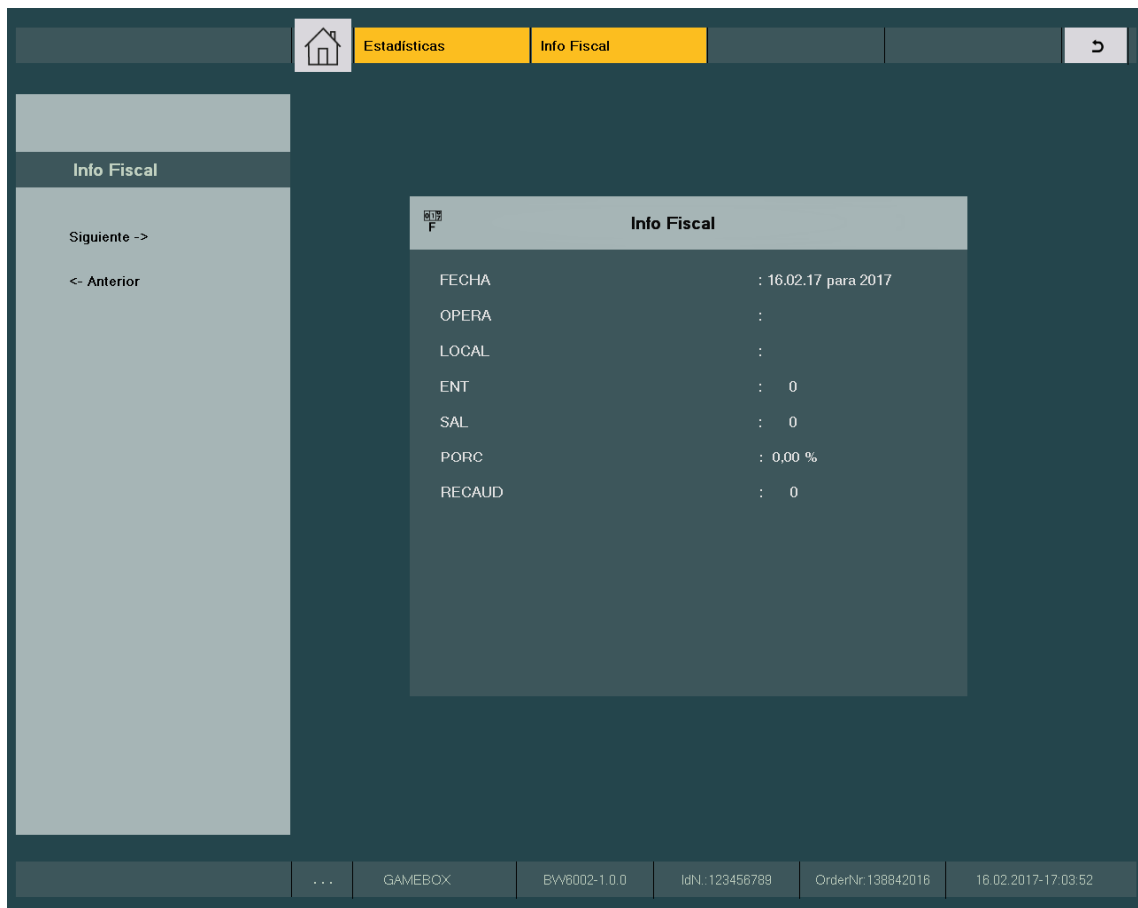 Estadísticas Info Fiscal
Info Fiscal
Siguiente ->
<- Anterior
Info Fiscal
FECHA : 16.02.17 para 2017
OPERA :
LOCAL :
ENT : 0
SAL : 0
PORC : 0,00 %
RECAUD : 0
... GAMEBOX BW6002-1.0.0 IdN.:123456789 OrderNr:138842016 16.02.2017-17:03:52